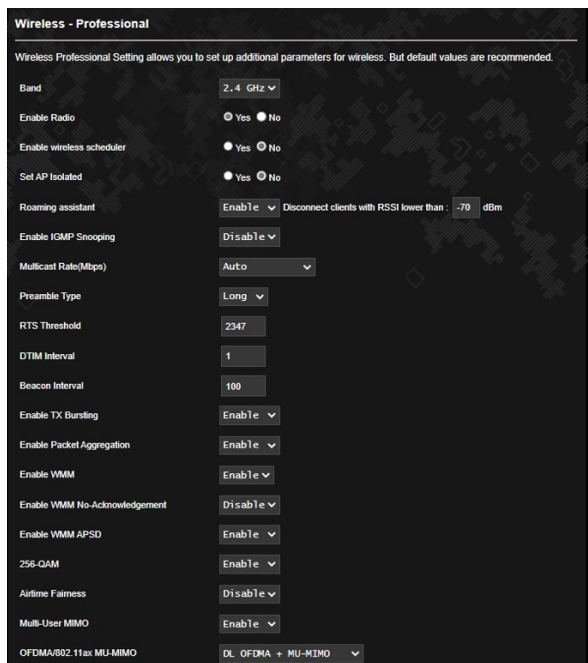 Wireless - Professional
Wireless Professional Setting allows you to set up additional parameters for wireless. But default values are recommended.
Band 2.4 GHz
Enable Radio Yes No
Enable wireless scheduler Yes No
Set AP Isolated Yes No
Roaming assistant Enable Disconnect clients with RSSI lower than : -70 dBm
Enable IGMP Snooping Disable
Multicast Rate(Mbps) Auto
Preamble Type Long
RTS Threshold 2347
DTIM Interval 1
Beacon Interval 100
Enable TX Bursting Enable
Enable Packet Aggregation Enable
Enable WMM Enable
Enable WMM No-Acknowledgement Disable
Enable WMM APSD Enable
256-QAM Enable
Airtime Fairness Disable
Multi-User MIMO Enable
OFDMA/802.11ax MU-MIMO DL OFDMA + MU-MIMO